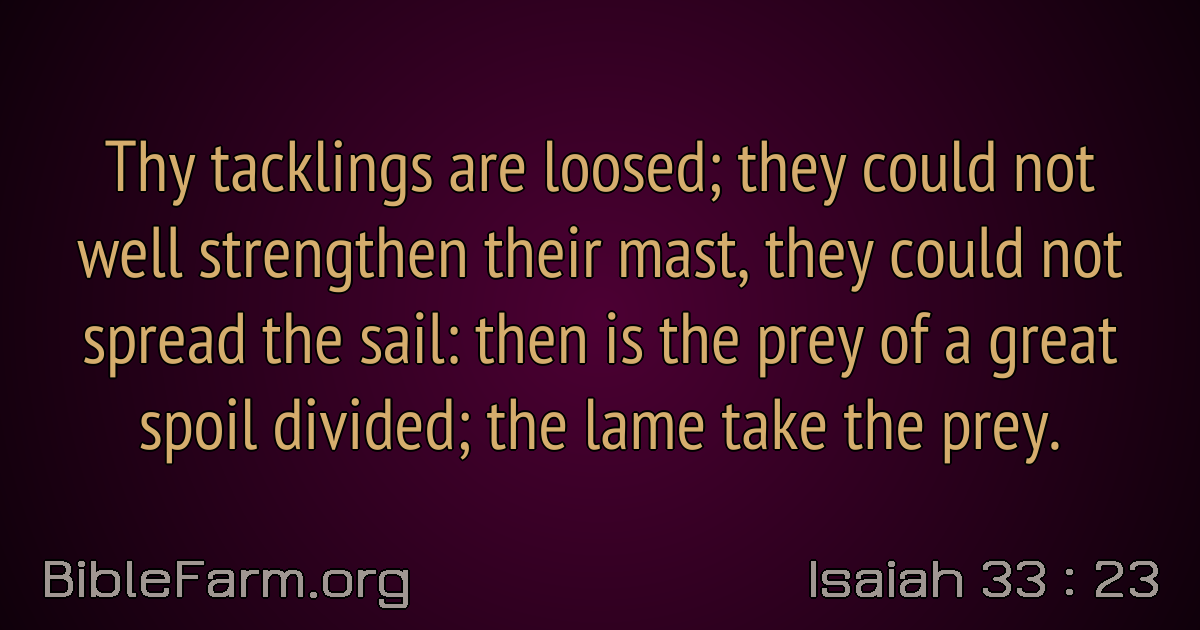 Thy tacklings are loosed; they could not
well strengthen their mast, they could not
spread the sail: then is the prey of a great
spoil divided; the lame take the prey.
BibleFarm.org
Isaiah 33 : 23